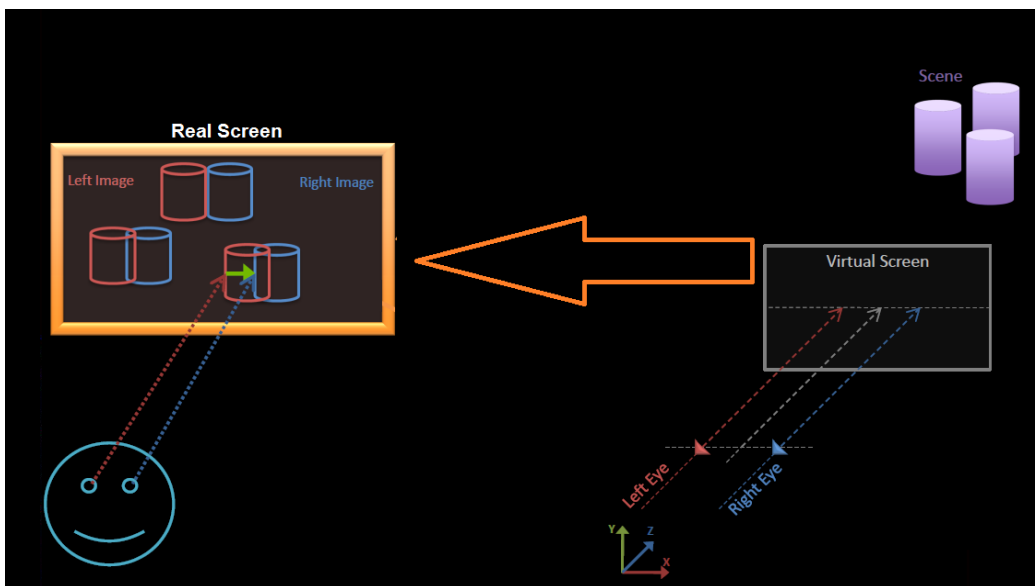 Scene
Real Screen
Left Image
Right Image
Virtual Screen
Left Eye
Right Eye
Y
Z
X